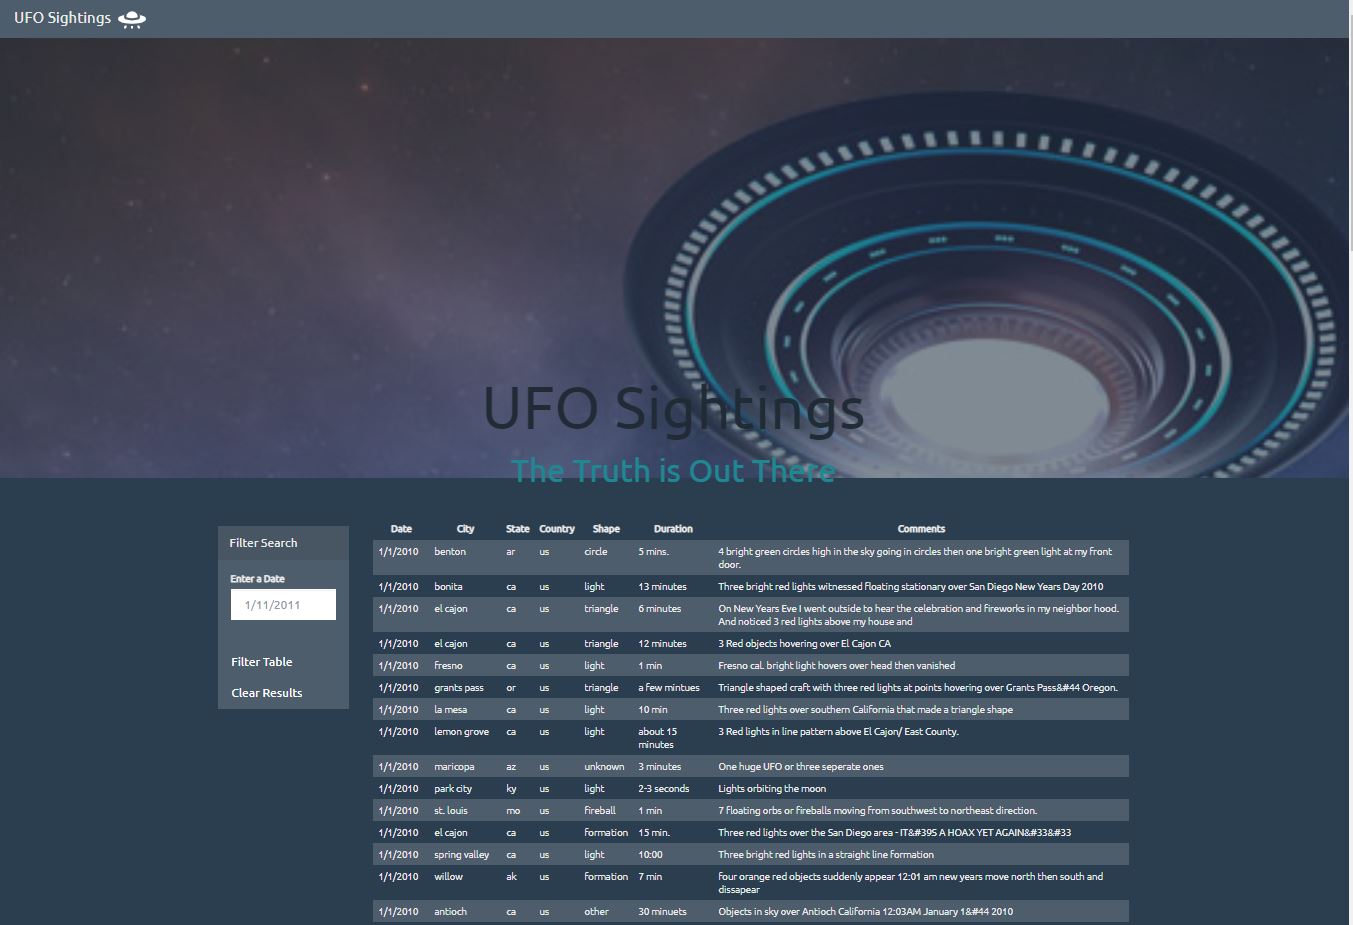 UFO Sightings
UFO Sightings
The Truth is Out There
Filter Search
Enter a Date
1/11/2011
Filter Table
Clear Results
Date City State Country Shape Duration Comments
1/1/2010 benton ar us circle 5 mins. 4 bright green circles high in the sky going in circles then one bright green light at my front
door.
1/1/2010 bonita ca us light 13 minutes Three bright red lights witnessed floating stationary over San Diego New Years Day 2010
1/1/2010 el cajon ca us triangle 6 minutes On New Years Eve I went outside to hear the celebration and fireworks in my neighbor hood.
And noticed 3 red lights above my house and
1/1/2010 el cajon ca us triangle 12 minutes 3 Red objects hovering over El Cajon CA
1/1/2010 fresno ca us light 1 min Fresno cal. bright light hovers over head then vanished
1/1/2010 grants pass or us triangle a few mintues Triangle shaped craft with three red lights at points hovering over Grants Pass&#44 Oregon.
1/1/2010 la mesa ca us light 10 min Three red lights over southern California that made a triangle shape
1/1/2010 lemon grove ca us light about 15 3 Red lights in line pattern above El Cajon/ East County.
minutes
1/1/2010 maricopa az us unknown 3 minutes One huge UFO or three seperate ones
1/1/2010 park city ky us light 2-3 seconds Lights orbiting the moon
1/1/2010 st. louis mo us fireball 1 min 7 floating orbs or fireballs moving from southwest to northeast direction.
1/1/2010 el cajon ca us formation 15 min. Three red lights over the San Diego area - IT&#39S A HOAX YET AGAIN&#33&#33
1/1/2010 spring valley ca us light 10:00 Three bright red lights in a straight line formation
1/1/2010 willow ak us formation 7 min four orange red objects suddenly appear 12:01 am new years move north then south and
dissapear
1/1/2010 antioch ca us other 30 minuets Objects in sky over Antioch California 12:03AM January 1&#44 2010